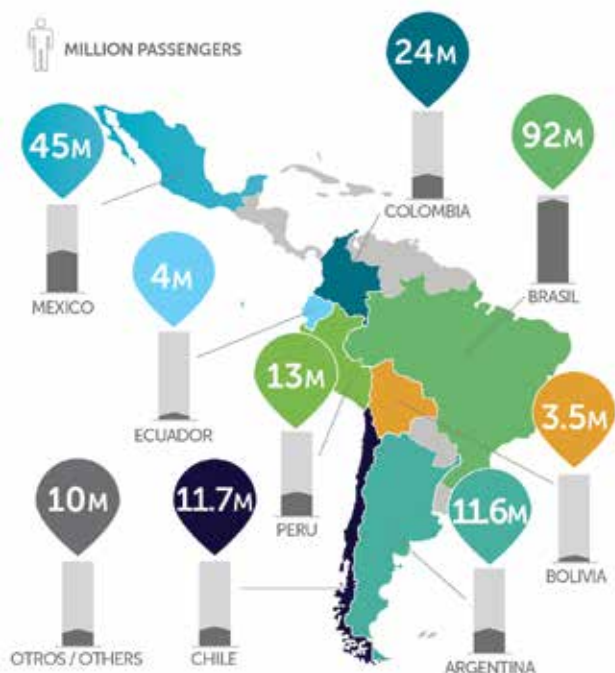 MILLION PASSENGERS
24M
COLOMBIA
45M
MEXICO
92M
BRASIL
4M
ECUADOR
13M
PERU
3.5M
BOLIVIA
10M
OTROS / OTHERS
11.7M
CHILE
11.6M
ARGENTINA